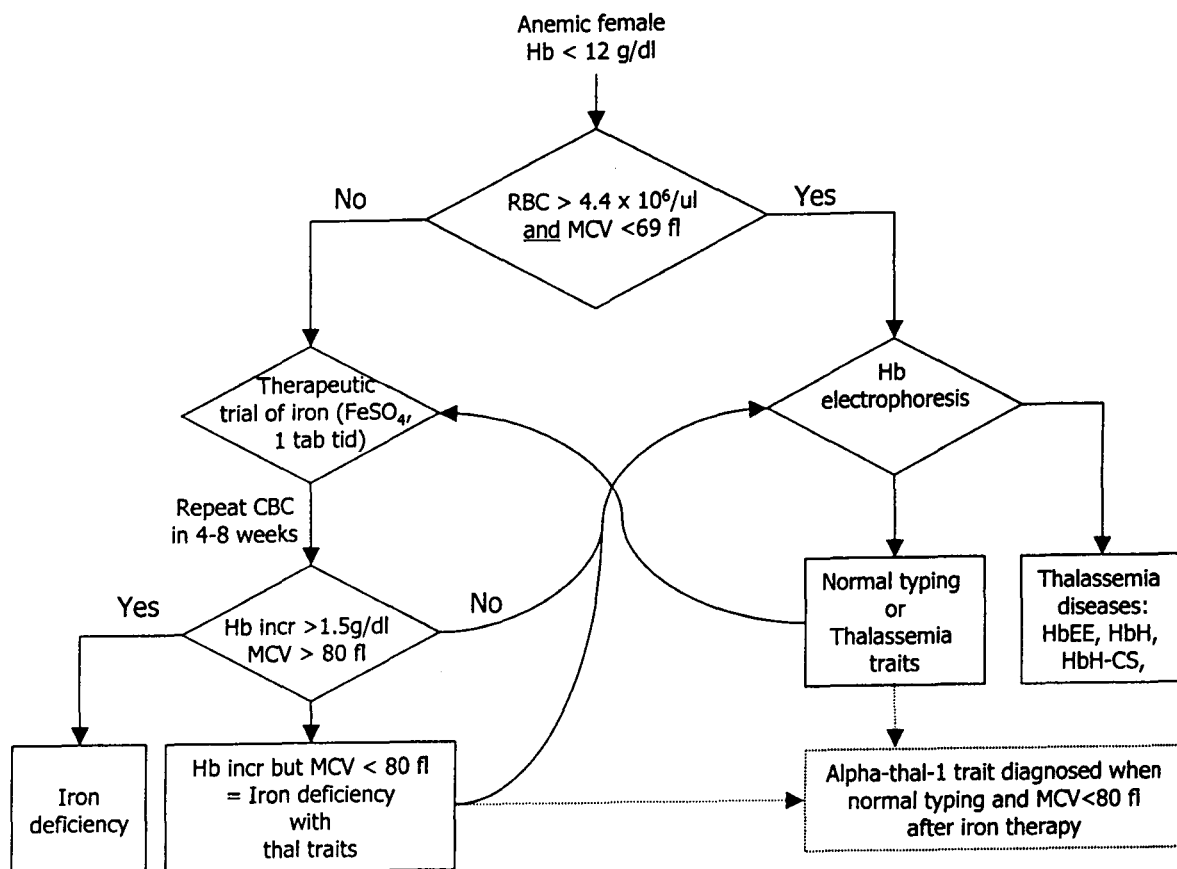 Anemic female
Hb < 12 g/dl
No
Yes
RBC > 4.4 x 10⁶/ul
and MCV <69 fl
Therapeutic
trial of iron (FeSO₄,
1 tab tid)
Hb
electrophoresis
Repeat CBC
in 4-8 weeks
Yes
No
Hb incr >1.5g/dl
MCV > 80 fl
Normal typing
or
Thalassemia
traits
Thalassemia
diseases:
HbEE, HbH,
HbH-CS,
Iron
deficiency
Hb incr but MCV < 80 fl
= Iron deficiency
with
thal traits
Alpha-thal-1 trait diagnosed when
normal typing and MCV<80 fl
after iron therapy